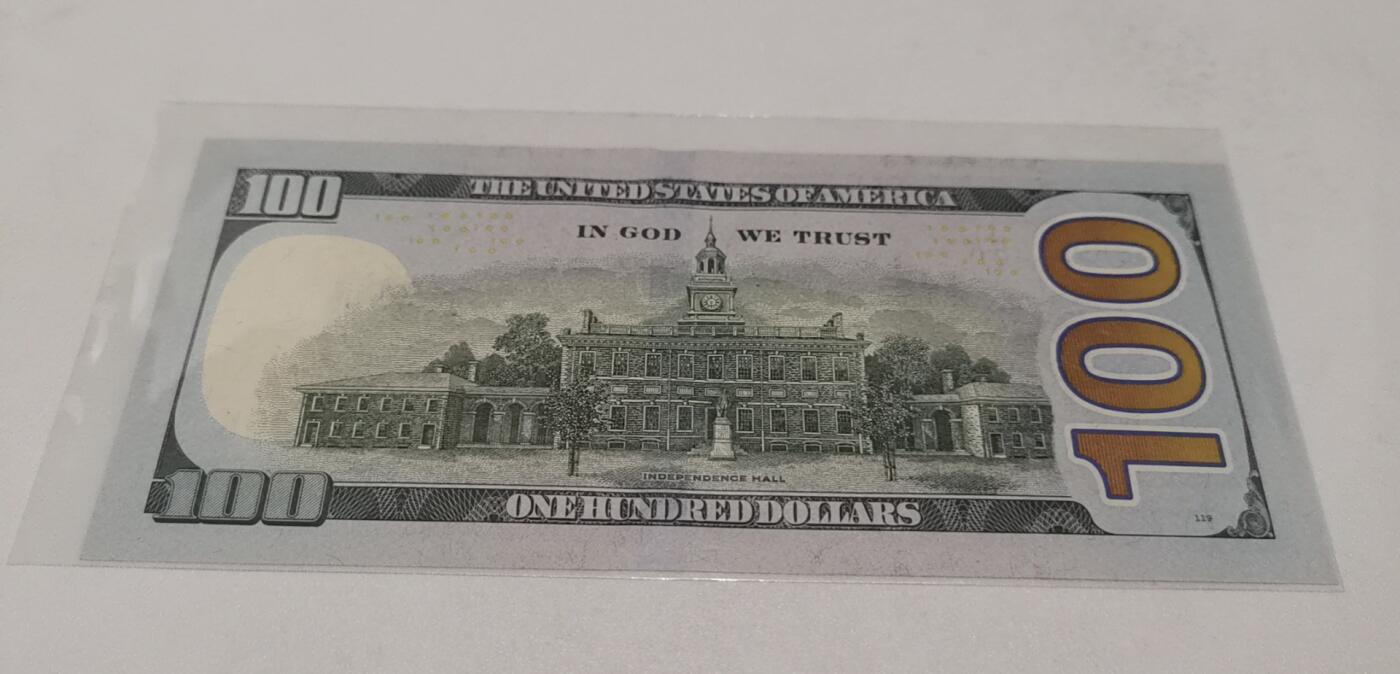 100
THE UNITED STATES OF AMERICA
IN GOD WE TRUST
100
INDEPENDENCE HALL
100
ONE HUNDRED DOLLARS
119